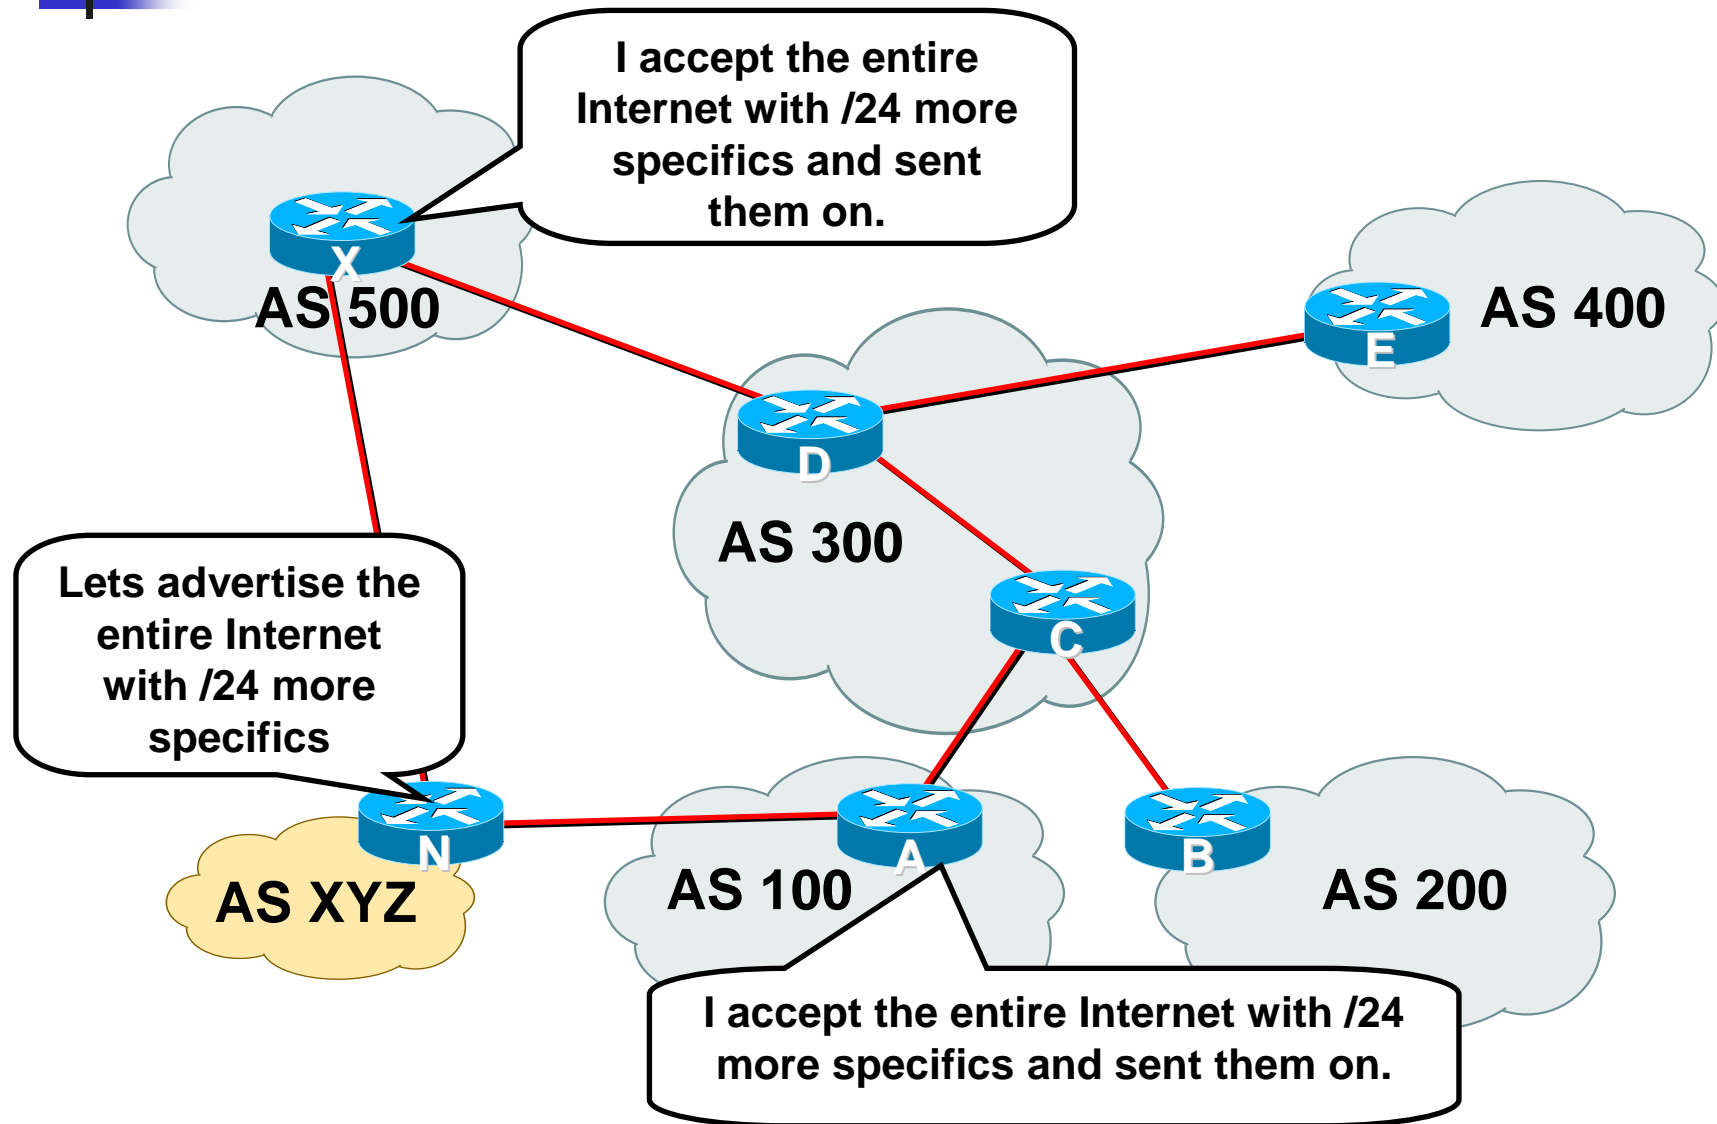 I accept the entire
Internet with /24 more
specifics and sent
them on.
X
AS 500
E
AS 400
D
AS 300
C
Lets advertise the
entire Internet
with /24 more
specifics
N
AS XYZ
A
AS 100
B
AS 200
I accept the entire Internet with /24
more specifics and sent them on.